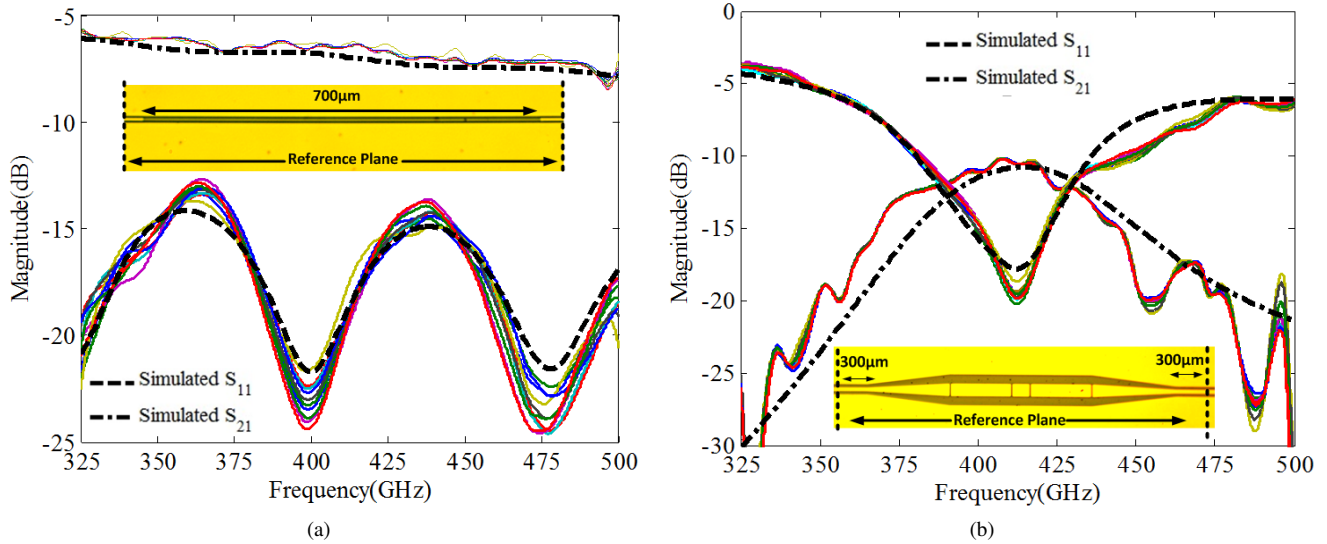 -5
-10
-15
-20
-25
Magnitude(dB)
700μm
Reference Plane
Simulated S11
Simulated S21
325 350 375 400 425 450 475 500
Frequency(GHz)
(a)
0
-5
-10
-15
-20
-25
-30
Magnitude(dB)
Simulated S11
Simulated S21
300μm
300μm
Reference Plane
325 350 375 400 425 450 475 500
Frequency(GHz)
(b)